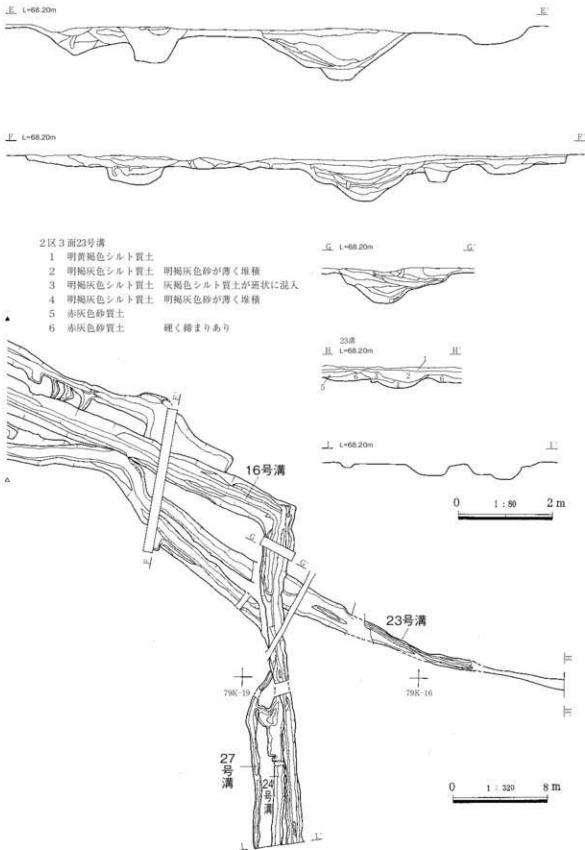 E L=68.20m E'
F L=68.20m F'
2区3面23号溝
1 明黄褐色シルト質土
2 明褐灰色シルト質土 明褐灰色砂が薄く堆積
3 明褐灰色シルト質土 灰褐色シルト質土が斑状に混入
4 明褐灰色シルト質土 明褐灰色砂が薄く堆積
5 赤灰色砂質土
6 赤灰色砂質土 硬く締まりあり
G L=68.20m G'
23溝
H L=68.20m H'
1
5 6 3 2
L=68.20m
0 1:80 2m
16号溝
F
G
G'
23号溝
79K-19
79K-16
H
27号溝
24号溝
0 1:320 8m